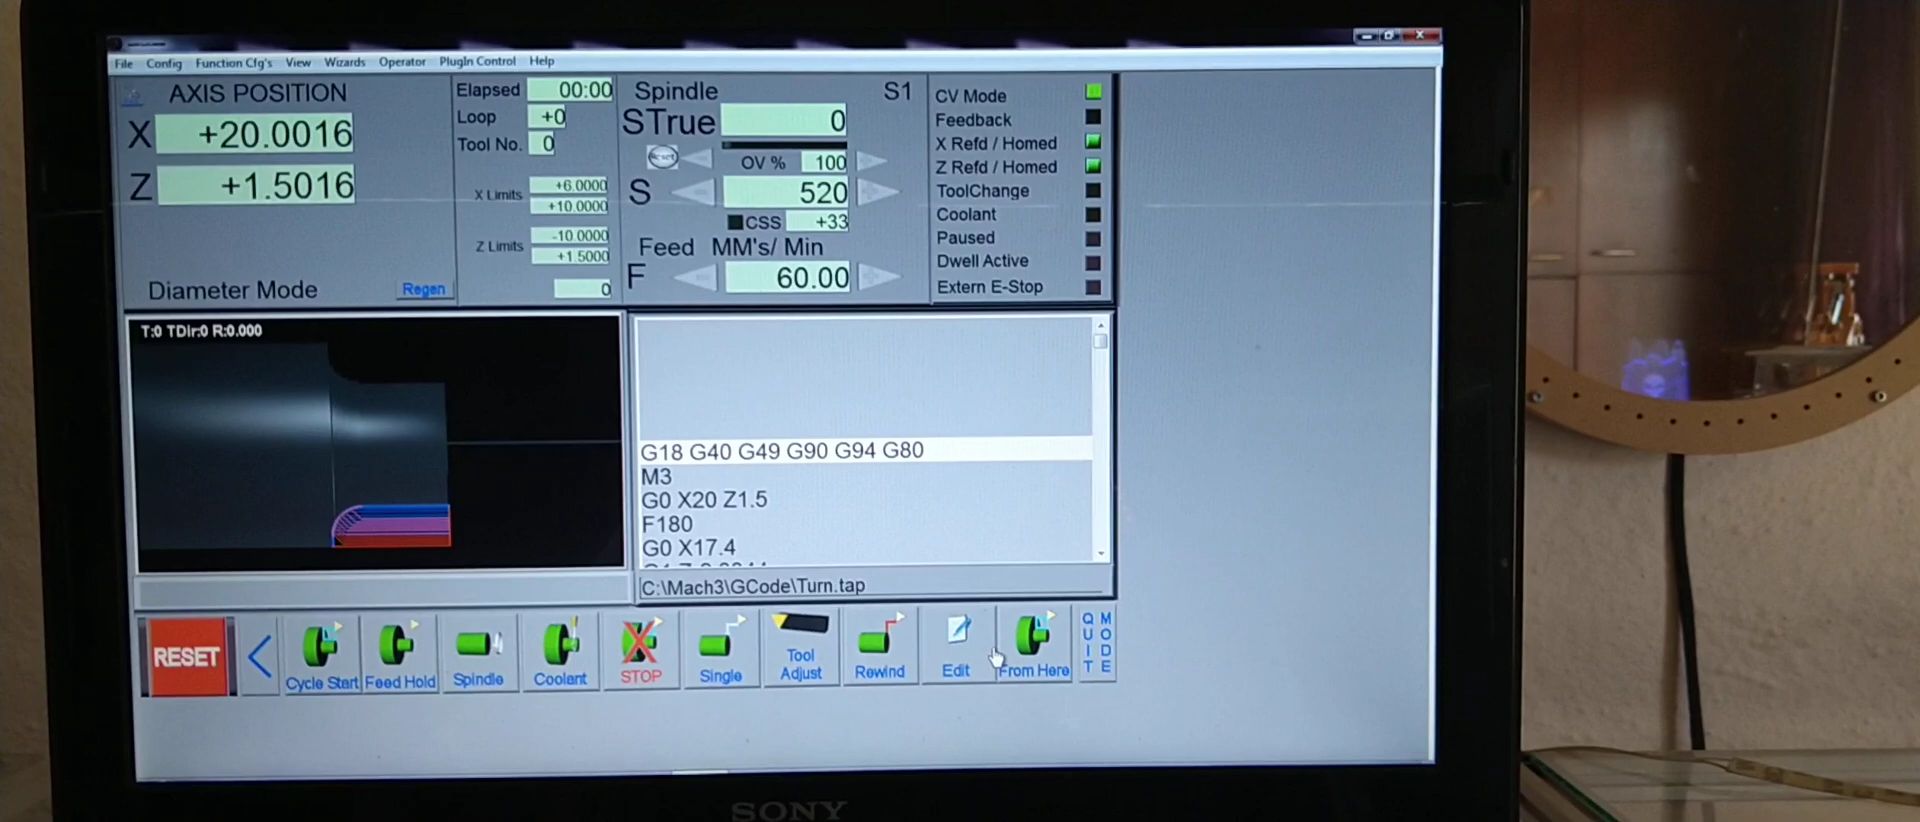 File Config Function Cfg's View Wizards Operator PlugIn Control Help
AXIS POSITION
X +20.0016
Z +1.5016
Diameter Mode
Regen
Elapsed 00:00
Loop +0
Tool No. 0
X Limits +6.0000
+10.0000
Z Limits -10.0000
+1.5000
0
Spindle S1
STrue 0
Reset
OV % 100
S 520
CSS +33
Feed MM's/ Min
F 60.00
CV Mode
Feedback
X Refd / Homed
Z Refd / Homed
ToolChange
Coolant
Paused
Dwell Active
Extern E-Stop
T:0 TDir:0 R:0.000
G18 G40 G49 G90 G94 G80
M3
G0 X20 Z1.5
F180
G0 X17.4
C:\Mach3\GCode\Turn.tap
RESET
Cycle Start
Feed Hold
Spindle
Coolant
STOP
Single
Tool
Adjust
Rewind
Edit
From Here
QUIT
MODE
SONY